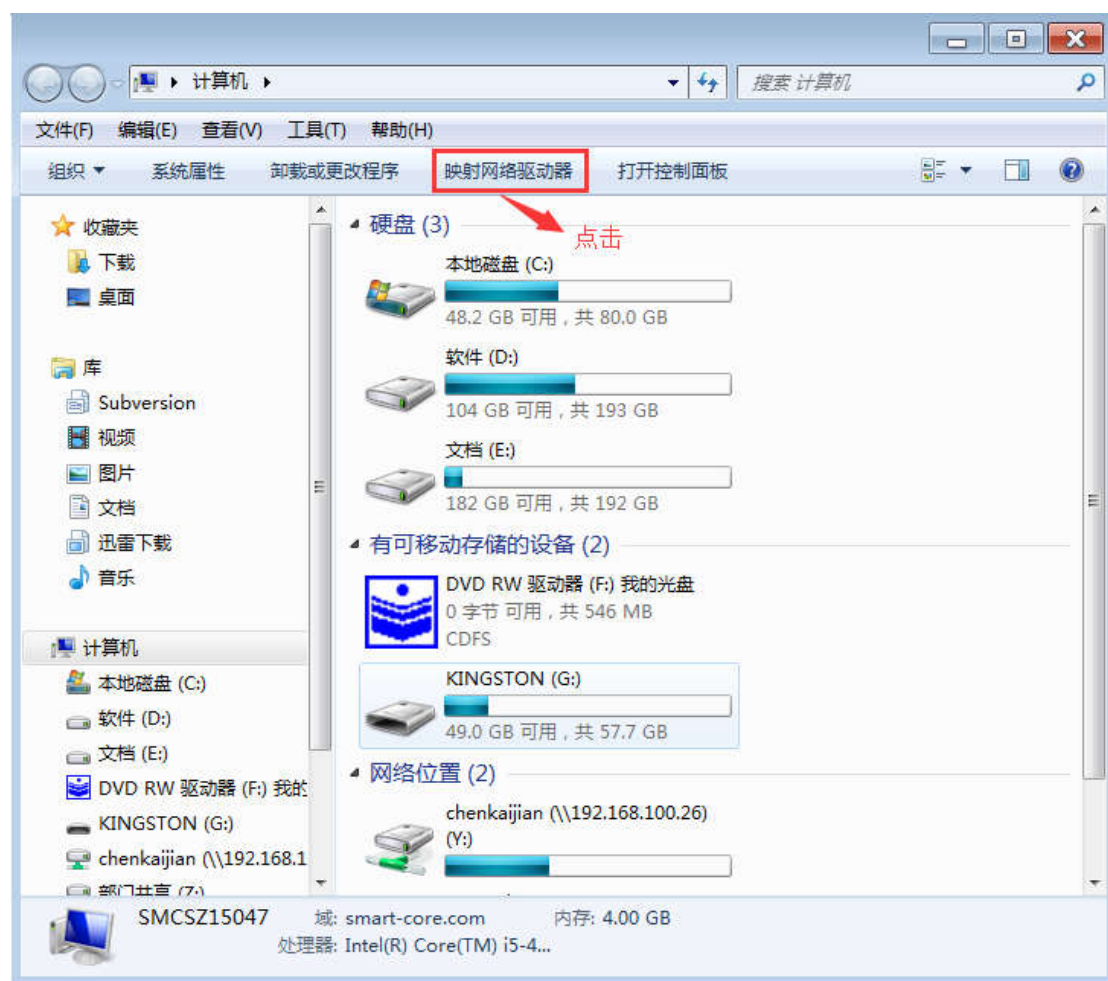 计算机
搜索 计算机
文件(F) 编辑(E) 查看(V) 工具(T) 帮助(H)
组织 系统属性 卸载或更改程序 映射网络驱动器 打开控制面板
点击
收藏夹
下载
桌面
库
Subversion
视频
图片
文档
迅雷下载
音乐
计算机
本地磁盘 (C:)
软件 (D:)
文档 (E:)
DVD RW 驱动器 (F:) 我的
KINGSTON (G:)
chenkaijian (\\192.168.1
部门共享 (Z:)
硬盘 (3)
本地磁盘 (C:)
48.2 GB 可用，共 80.0 GB
软件 (D:)
104 GB 可用，共 193 GB
文档 (E:)
182 GB 可用，共 192 GB
有可移动存储的设备 (2)
DVD RW 驱动器 (F:) 我的光盘
0 字节 可用，共 546 MB
CDFS
KINGSTON (G:)
49.0 GB 可用，共 57.7 GB
网络位置 (2)
chenkaijian (\\192.168.100.26)
(Y:)
SMCSZ15047 域: smart-core.com 内存: 4.00 GB
处理器: Intel(R) Core(TM) i5-4...